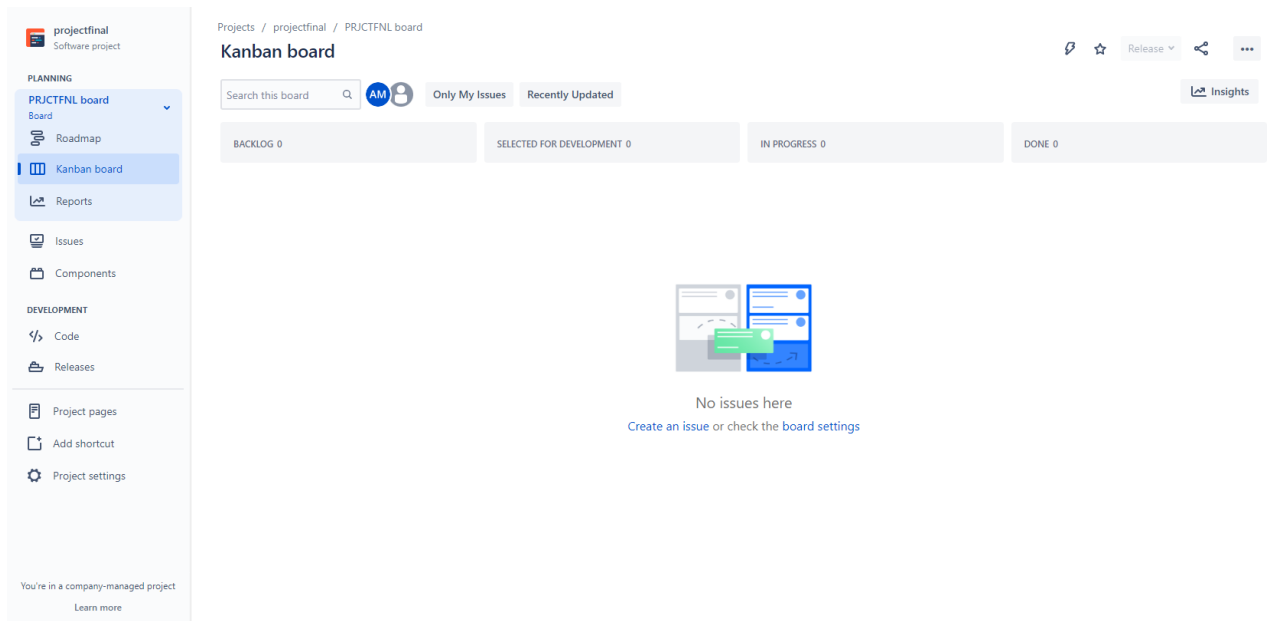 projectfinal
Software project
PLANNING
PRJCTFNL board
Board
Roadmap
Kanban board
Reports
Issues
Components
DEVELOPMENT
Code
Releases
Project pages
Add shortcut
Project settings
You're in a company-managed project
Learn more
Projects / projectfinal / PRJCTFNL board
Kanban board
Release
Search this board
AM
Only My Issues
Recently Updated
Insights
BACKLOG 0
SELECTED FOR DEVELOPMENT 0
IN PROGRESS 0
DONE 0
No issues here
Create an issue or check the board settings